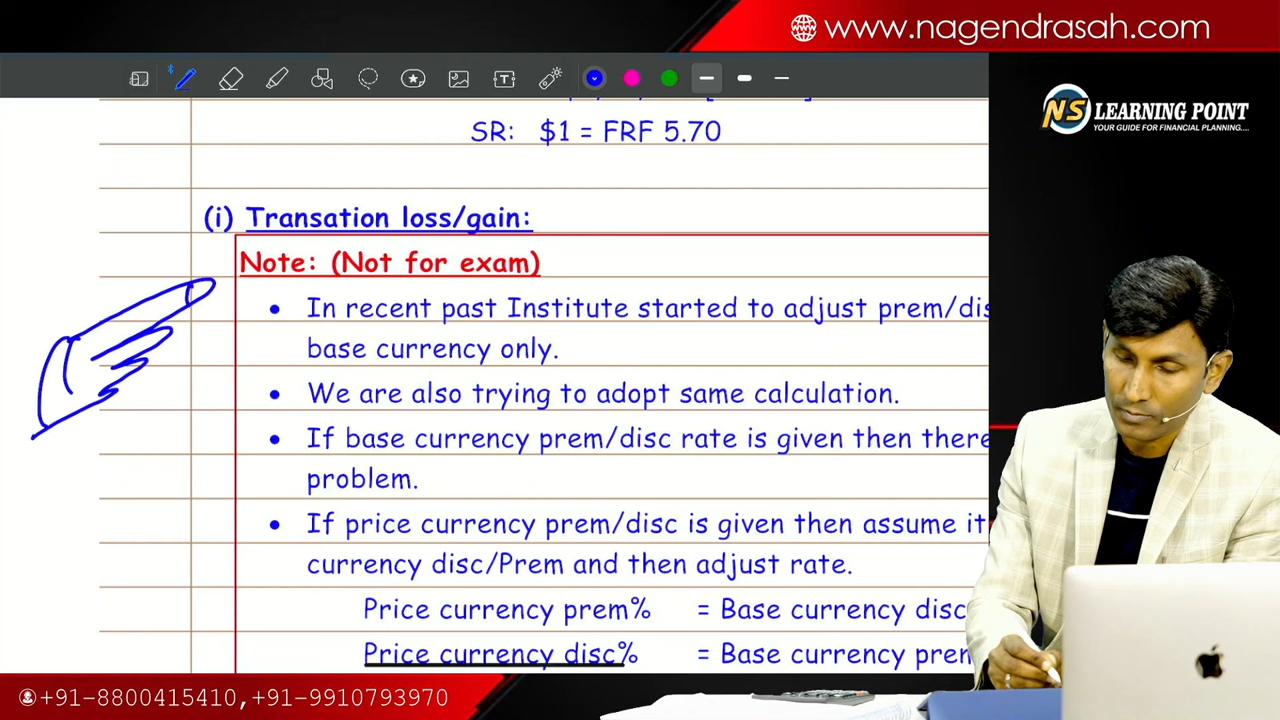 www.nagendrasah.com
NS LEARNING POINT
YOUR GUIDE FOR FINANCIAL PLANNING....
SR: $1 = FRF 5.70
(i) Transation loss/gain:
Note: (Not for exam)
• In recent past Institute started to adjust prem/dis
base currency only.
• We are also trying to adopt same calculation.
• If base currency prem/disc rate is given then there
problem.
• If price currency prem/disc is given then assume it
currency disc/Prem and then adjust rate.
Price currency prem% = Base currency disc
Price currency disc% = Base currency prem
+91-8800415410,+91-9910793970